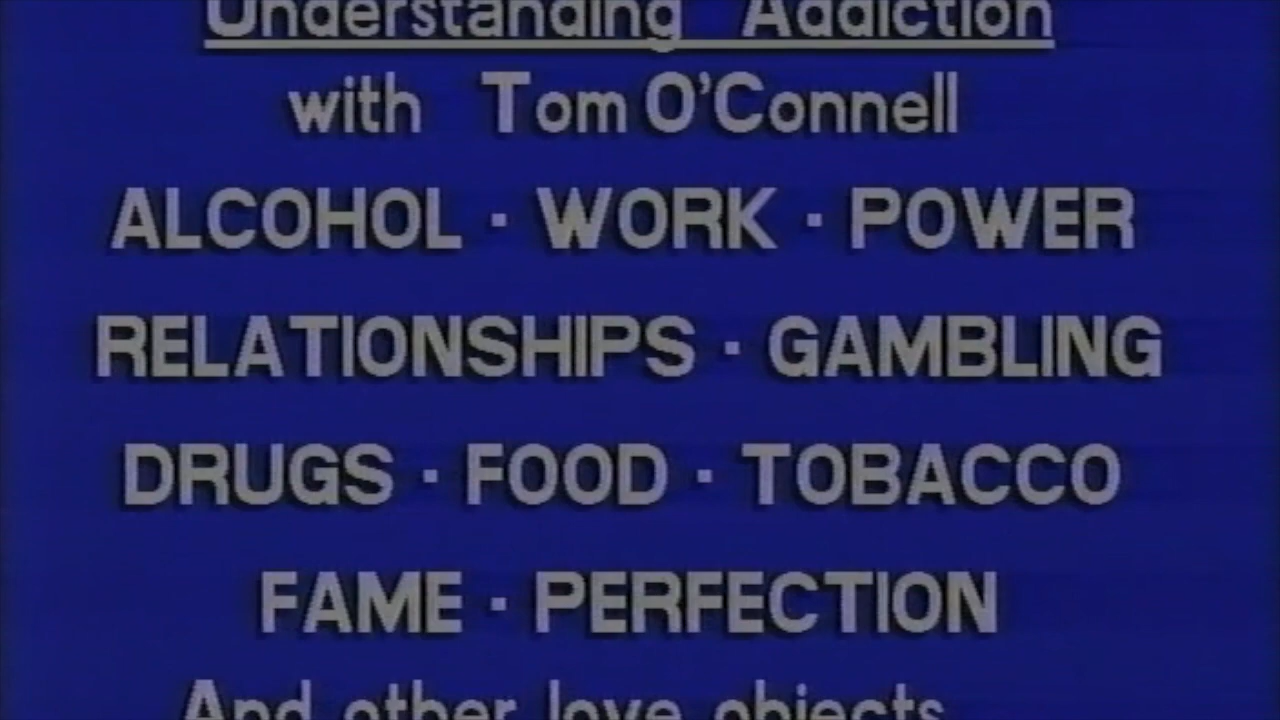 Understanding Addiction
with Tom O'Connell
ALCOHOL · WORK · POWER
RELATIONSHIPS · GAMBLING
DRUGS · FOOD · TOBACCO
FAME · PERFECTION
And other love objects